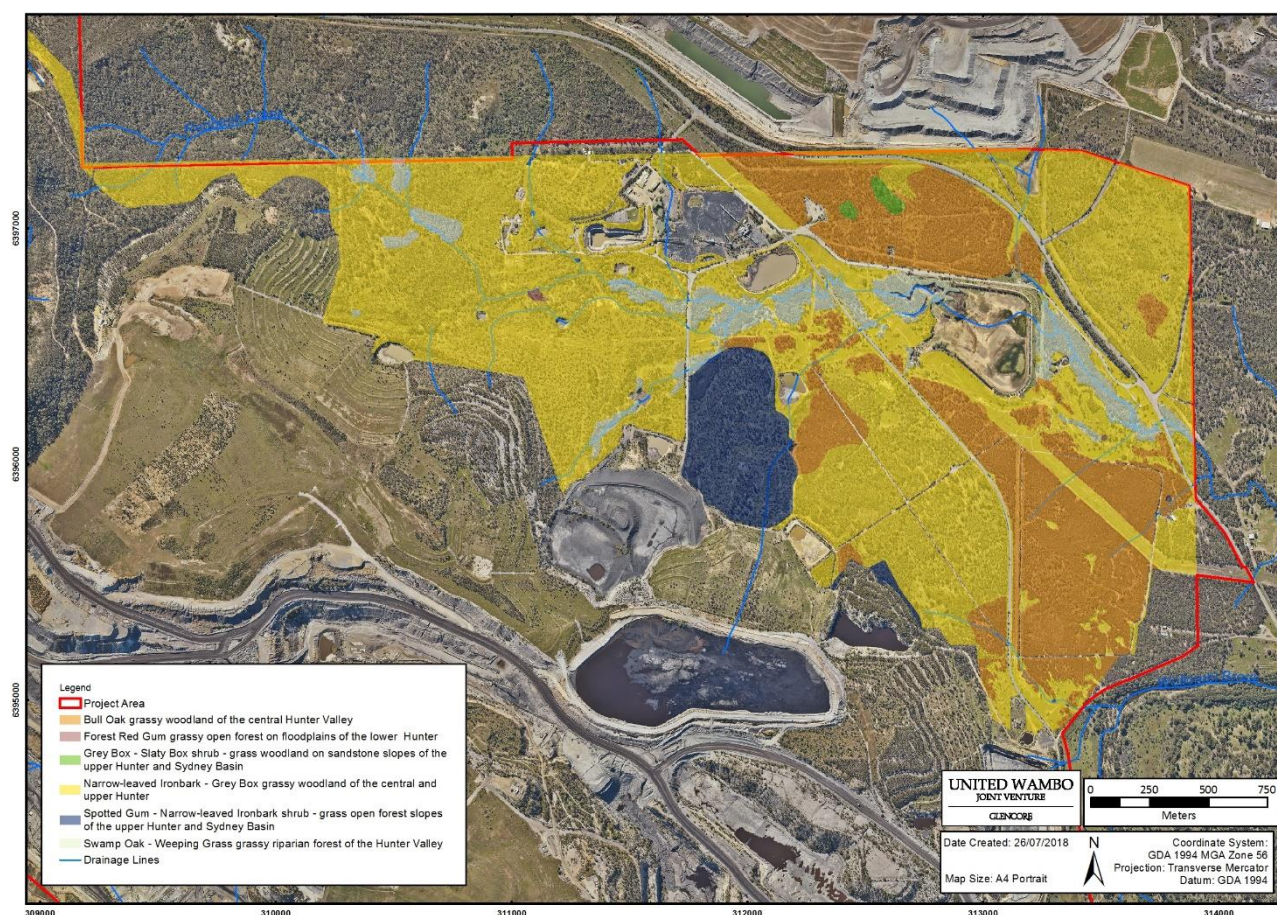 6397000
6396000
6395000
Legend
Project Area
Bull Oak grassy woodland of the central Hunter Valley
Forest Red Gum grassy open forest on floodplains of the lower Hunter
Grey Box - Slaty Box shrub - grass woodland on sandstone slopes of the
upper Hunter and Sydney Basin
Narrow-leaved Ironbark - Grey Box grassy woodland of the central and
upper Hunter
Spotted Gum - Narrow-leaved Ironbark shrub - grass open forest slopes
of the upper Hunter and Sydney Basin
Swamp Oak - Weeping Grass grassy riparian forest of the Hunter Valley
Drainage Lines
UNITED WAMBO
JOINT VENTURE
GLENCORE
0 250 500 750
Meters
Date Created: 26/07/2018
Map Size: A4 Portrait
N
Coordinate System:
GDA 1994 MGA Zone 56
Projection: Transverse Mercator
Datum: GDA 1994
309000 310000 311000 312000 313000 314000